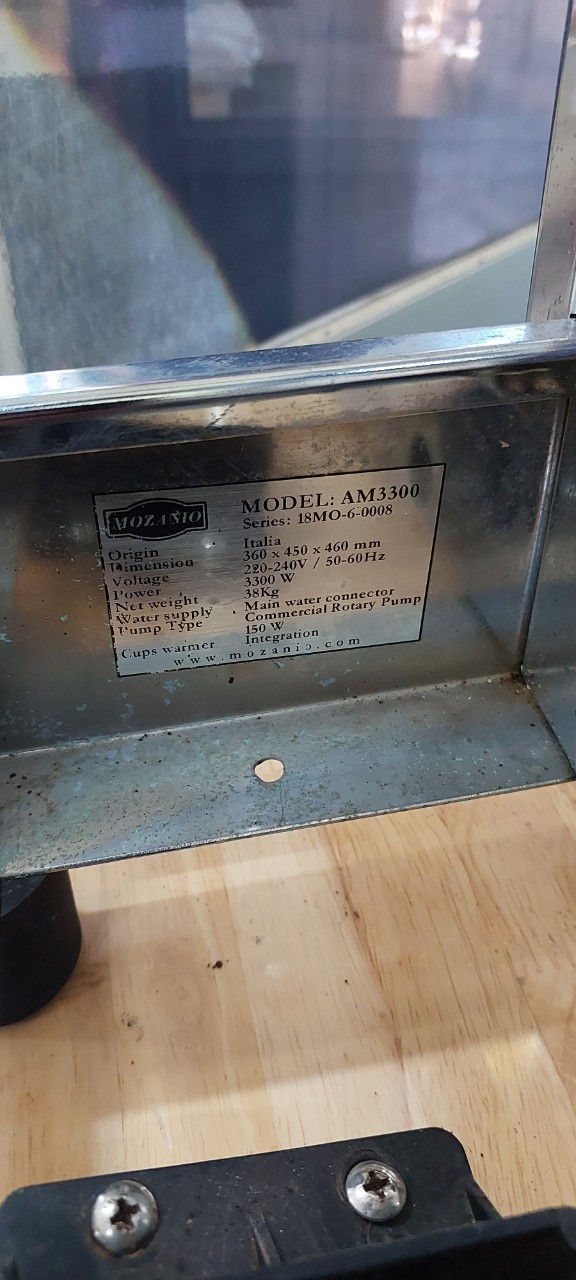 MOZANIO
MODEL: AM3300
Series: 18MO-6-0008
Origin Italia
Dimension 360 x 450 x 460 mm
Voltage 220-240V / 50-60Hz
Power 3300 W
Net weight 38Kg
Water supply Main water connector
Pump Type Commercial Rotary Pump
150 W
Cups warmer Integration
www.mozanio.com